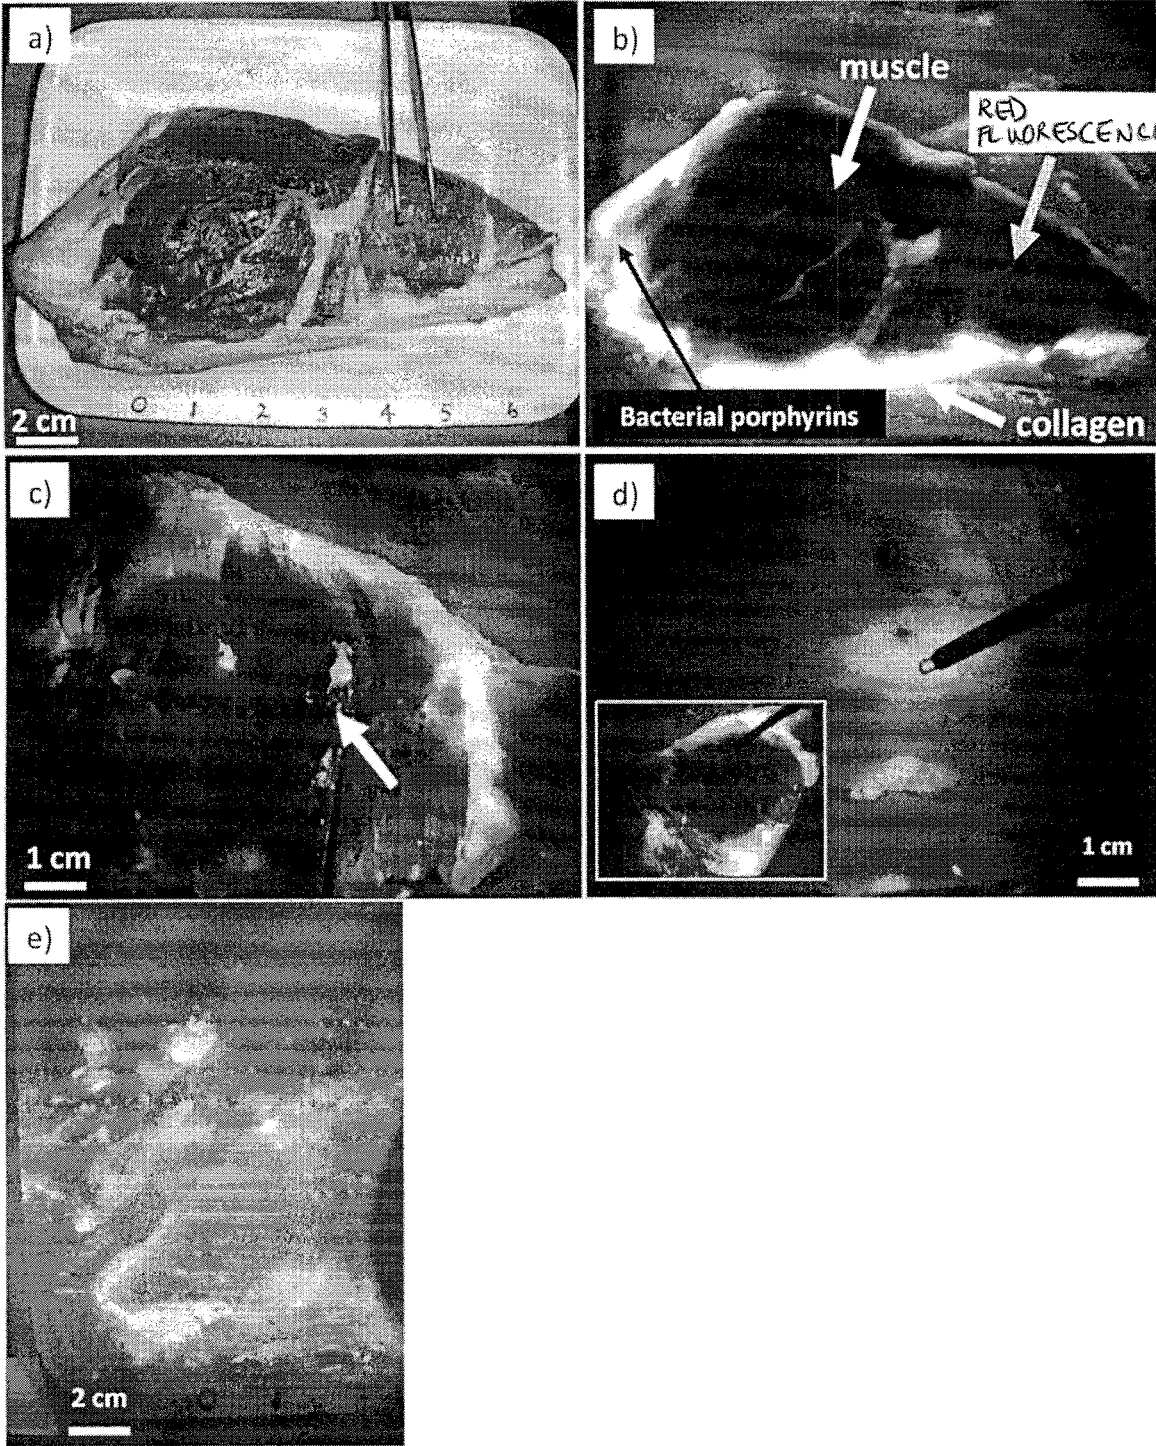 a)
2 cm
0 1 2 3 4 5 6
b)
muscle
RED
FLUORESCENC
Bacterial porphyrins
collagen
c)
1 cm
d)
1 cm
e)
2 cm